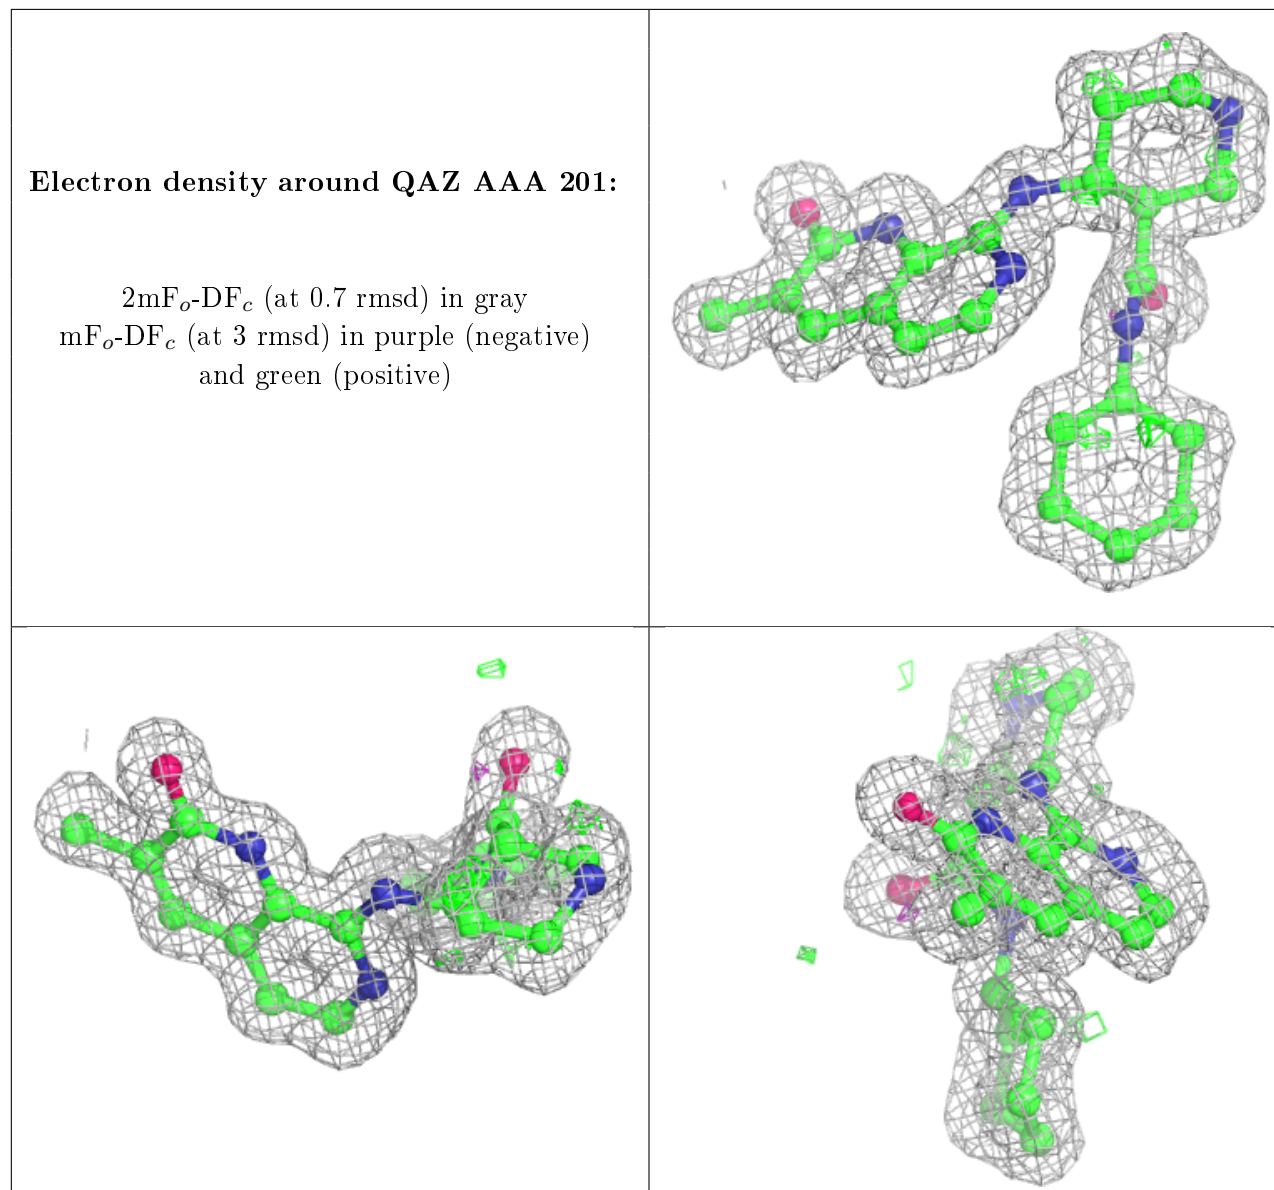 Electron density around QAZ AAA 201:
2mFo-DFc (at 0.7 rmsd) in gray
mFo-DFc (at 3 rmsd) in purple (negative)
and green (positive)